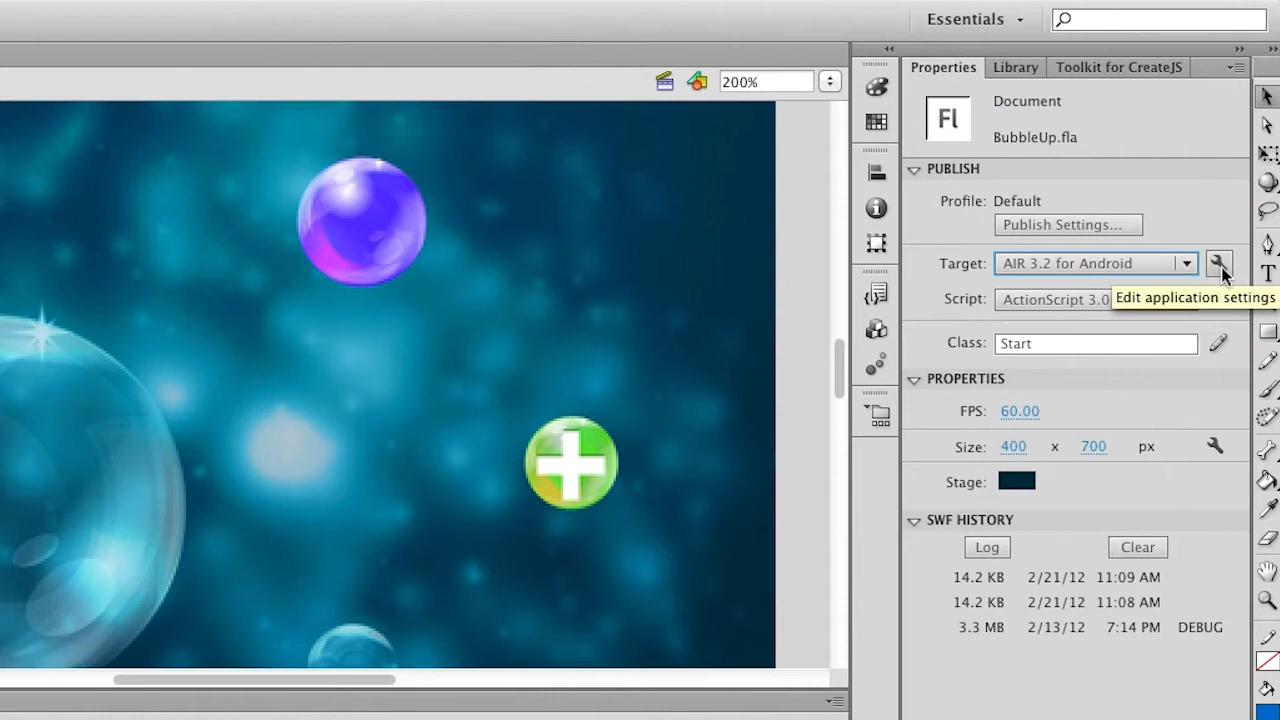 Essentials
200%
Properties Library Toolkit for CreateJS
Fl
Document
BubbleUp.fla
PUBLISH
Profile: Default
Publish Settings...
Target: AIR 3.2 for Android
Script: ActionScript 3.0
Edit application settings
Class: Start
PROPERTIES
FPS: 60.00
Size: 400 x 700 px
Stage:
SWF HISTORY
Log Clear
14.2 KB 2/21/12 11:09 AM
14.2 KB 2/21/12 11:08 AM
3.3 MB 2/13/12 7:14 PM DEBUG